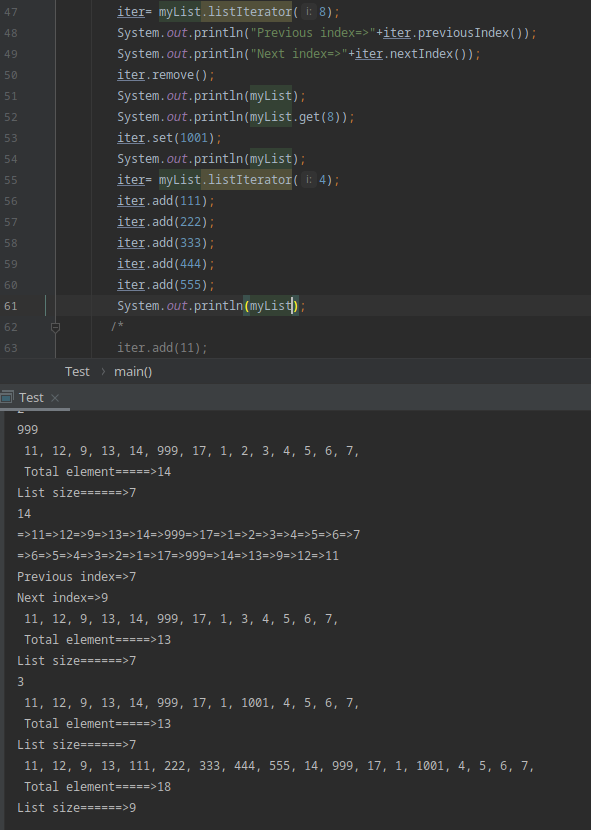 47 iter= myList.listIterator( i: 8);
48 System.out.println("Previous index=>"+iter.previousIndex());
49 System.out.println("Next index=>"+iter.nextIndex());
50 iter.remove();
51 System.out.println(myList);
52 System.out.println(myList.get(8));
53 iter.set(1001);
54 System.out.println(myList);
55 iter= myList.listIterator( i: 4);
56 iter.add(111);
57 iter.add(222);
58 iter.add(333);
59 iter.add(444);
60 iter.add(555);
61 System.out.println(myList);
62 /*
63 iter.add(11);
Test > main()
Test ×
999
11, 12, 9, 13, 14, 999, 17, 1, 2, 3, 4, 5, 6, 7,
Total element=====>14
List size======>7
14
=>11=>12=>9=>13=>14=>999=>17=>1=>2=>3=>4=>5=>6=>7
=>6=>5=>4=>3=>2=>1=>17=>999=>14=>13=>9=>12=>11
Previous index=>7
Next index=>9
11, 12, 9, 13, 14, 999, 17, 1, 3, 4, 5, 6, 7,
Total element=====>13
List size======>7
3
11, 12, 9, 13, 14, 999, 17, 1, 1001, 4, 5, 6, 7,
Total element=====>13
List size======>7
11, 12, 9, 13, 111, 222, 333, 444, 555, 14, 999, 17, 1, 1001, 4, 5, 6, 7,
Total element=====>18
List size======>9